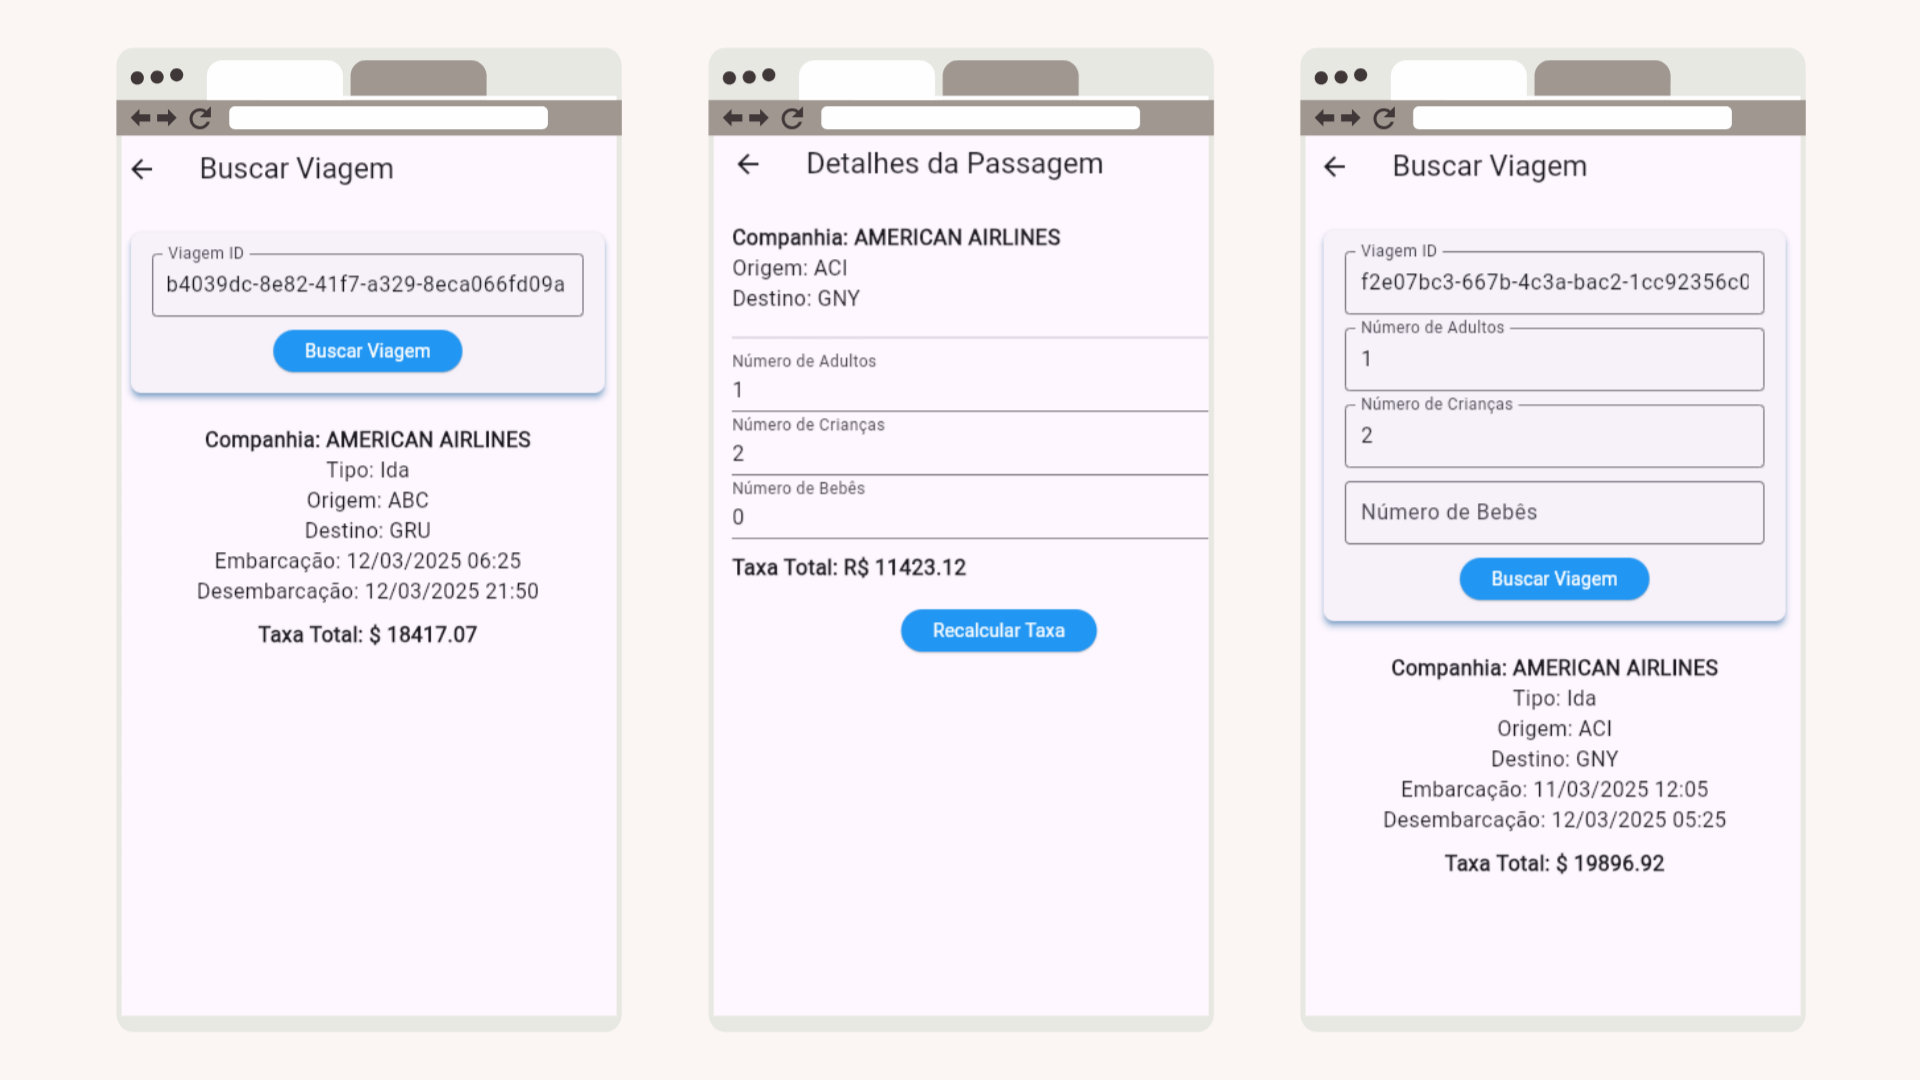 Buscar Viagem
Viagem ID
b4039dc-8e82-41f7-a329-8eca066fd09a
Buscar Viagem
Companhia: AMERICAN AIRLINES
Tipo: Ida
Origem: ABC
Destino: GRU
Embarcação: 12/03/2025 06:25
Desembarcação: 12/03/2025 21:50
Taxa Total: $ 18417.07
Detalhes da Passagem
Companhia: AMERICAN AIRLINES
Origem: ACI
Destino: GNY
Número de Adultos
1
Número de Crianças
2
Número de Bebês
0
Taxa Total: R$ 11423.12
Recalcular Taxa
Buscar Viagem
Viagem ID
f2e07bc3-667b-4c3a-bac2-1cc92356c0
Número de Adultos
1
Número de Crianças
2
Número de Bebês
Buscar Viagem
Companhia: AMERICAN AIRLINES
Tipo: Ida
Origem: ACI
Destino: GNY
Embarcação: 11/03/2025 12:05
Desembarcação: 12/03/2025 05:25
Taxa Total: $ 19896.92